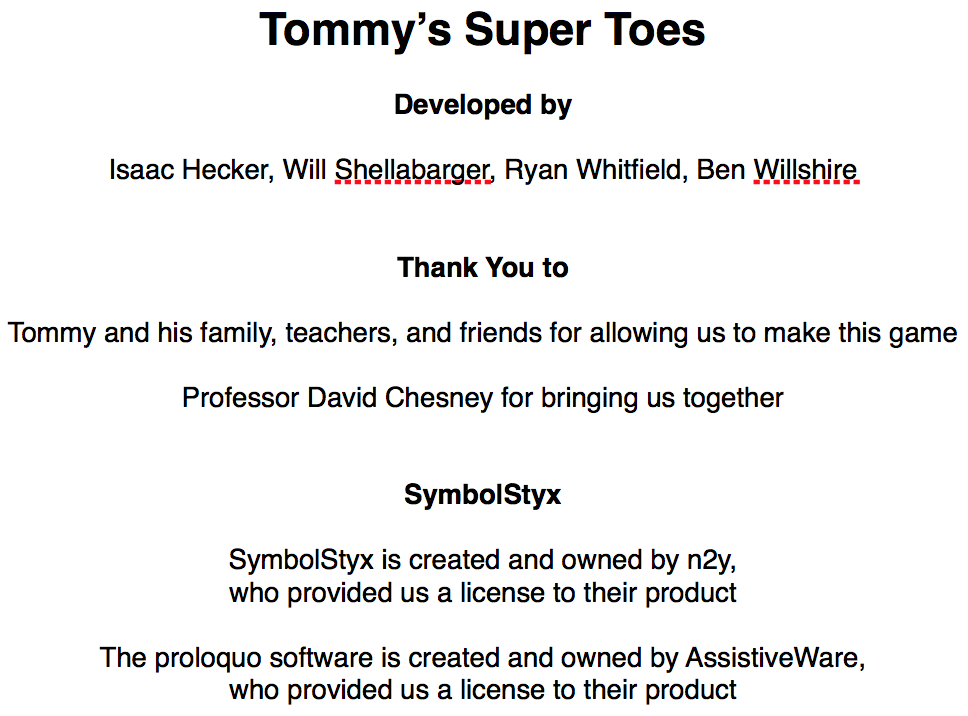 Tommy’s Super Toes
Developed by
Isaac Hecker, Will Shellabarger, Ryan Whitfield, Ben Willshire
Thank You to
Tommy and his family, teachers, and friends for allowing us to make this game
Professor David Chesney for bringing us together
SymbolStyx
SymbolStyx is created and owned by n2y,
who provided us a license to their product
The proloquo software is created and owned by AssistiveWare,
who provided us a license to their product